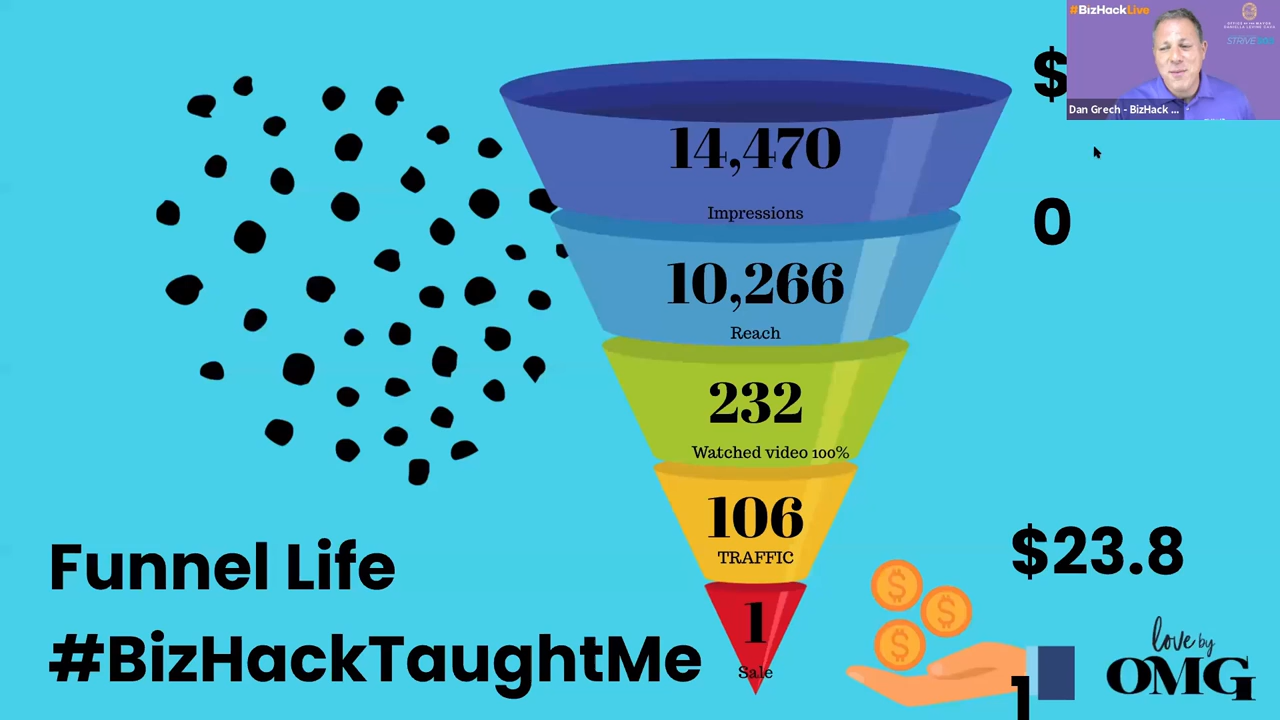 #BizHackLive
Dan Grech - BizHack ...
$
14,470
Impressions
0
10,266
Reach
232
Watched video 100%
106
TRAFFIC
$23.8
1
Sale
1
Funnel Life
#BizHackTaughtMe
love by
OMG